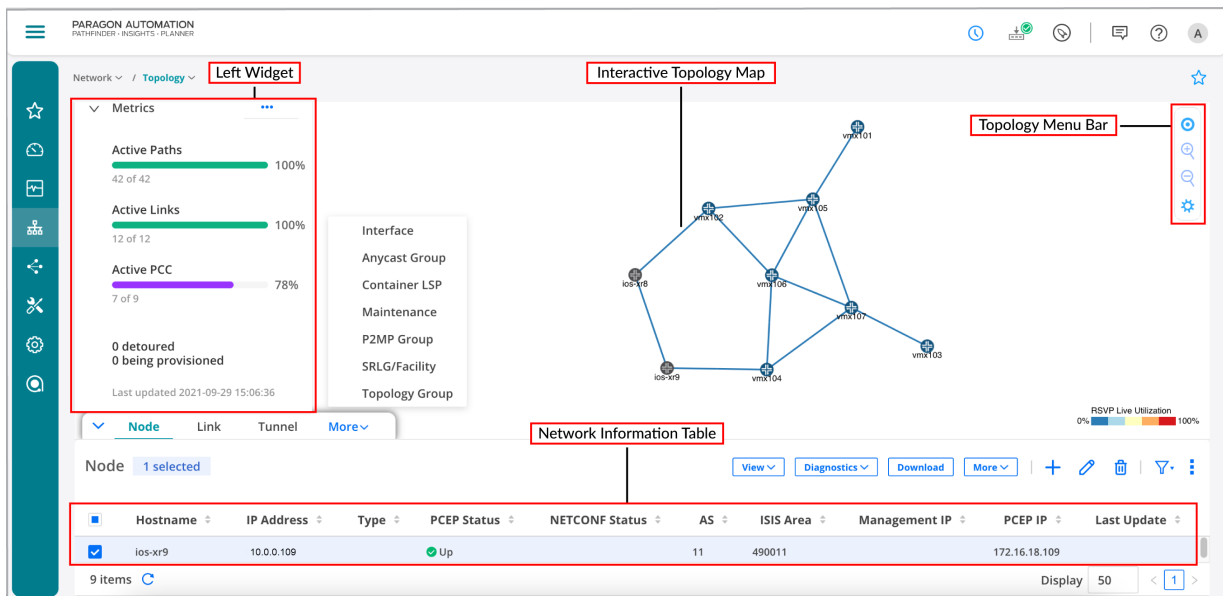 PARAGON AUTOMATION
PATHFINDER • INSIGHTS • PLANNER
A
Network / Topology
Left Widget
Interactive Topology Map
Topology Menu Bar
Metrics
Active Paths
100%
42 of 42
Active Links
100%
12 of 12
Active PCC
78%
7 of 9
0 detoured
0 being provisioned
Last updated 2021-09-29 15:06:36
Interface
Anycast Group
Container LSP
Maintenance
P2MP Group
SRLG/Facility
Topology Group
vmx101
vmx102
vmx105
ios-xr8
vmx106
vmx107
vmx103
ios-xr9
vmx104
RSVP Live Utilization
0% 100%
Node Link Tunnel More
Network Information Table
Node 1 selected
View Diagnostics Download More
Hostname IP Address Type PCEP Status NETCONF Status AS ISIS Area Management IP PCEP IP Last Update
ios-xr9 10.0.0.109 Up 11 490011 172.16.18.109
9 items
Display 50 < 1 >